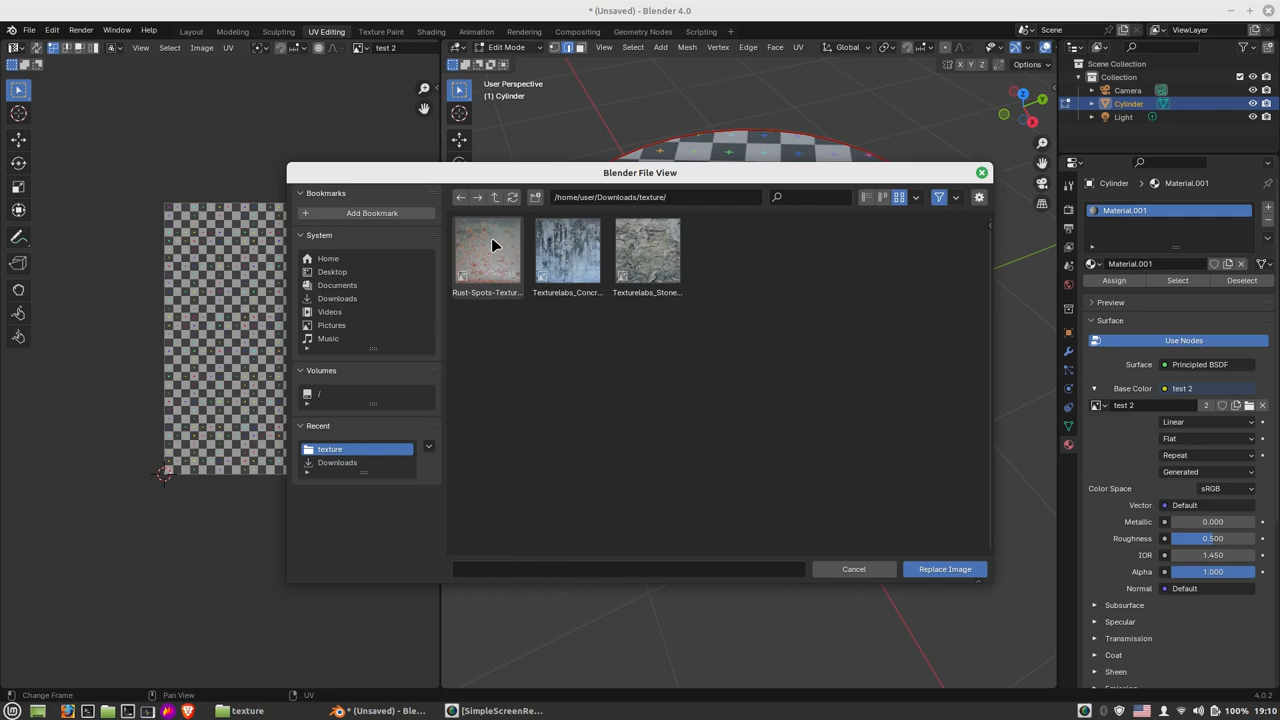 * (Unsaved) - Blender 4.0
File Edit Render Window Help
Layout Modeling Sculpting UV Editing Texture Paint Shading Animation Rendering Compositing Geometry Nodes Scripting
Scene
ViewLayer
View Select Image UV
test 2
Edit Mode
View Select Add Mesh Vertex Edge Face UV
Global
X Y Z
Options
User Perspective
(1) Cylinder
Z
Y
X
Scene Collection
Collection
Camera
Cylinder
Light
Blender File View
Bookmarks
Add Bookmark
System
Home
Desktop
Documents
Downloads
Videos
Pictures
Music
Volumes
/
Recent
texture
Downloads
/home/user/Downloads/texture/
Rust-Spots-Textur...
Texturelabs_Concr...
Texturelabs_Stone...
Cancel
Replace Image
Cylinder
Material.001
Material.001
Material.001
Assign Select Deselect
Preview
Surface
Use Nodes
Surface Principled BSDF
Base Color test 2
test 2 2
Linear
Flat
Repeat
Generated
Color Space sRGB
Vector Default
Metallic 0.000
Roughness 0.500
IOR 1.450
Alpha 1.000
Normal Default
Subsurface
Specular
Transmission
Coat
Sheen
Change Frame
Pan View
UV
4.0.2
texture
* (Unsaved) - Ble...
[SimpleScreenRe...
100%
19:10